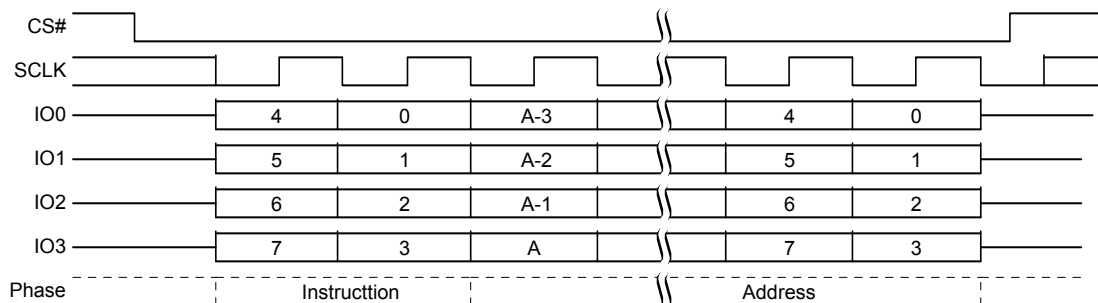 CS#
SCLK
IO0 4 0 A-3 4 0
IO1 5 1 A-2 5 1
IO2 6 2 A-1 6 2
IO3 7 3 A 7 3
Phase Instructtion Address